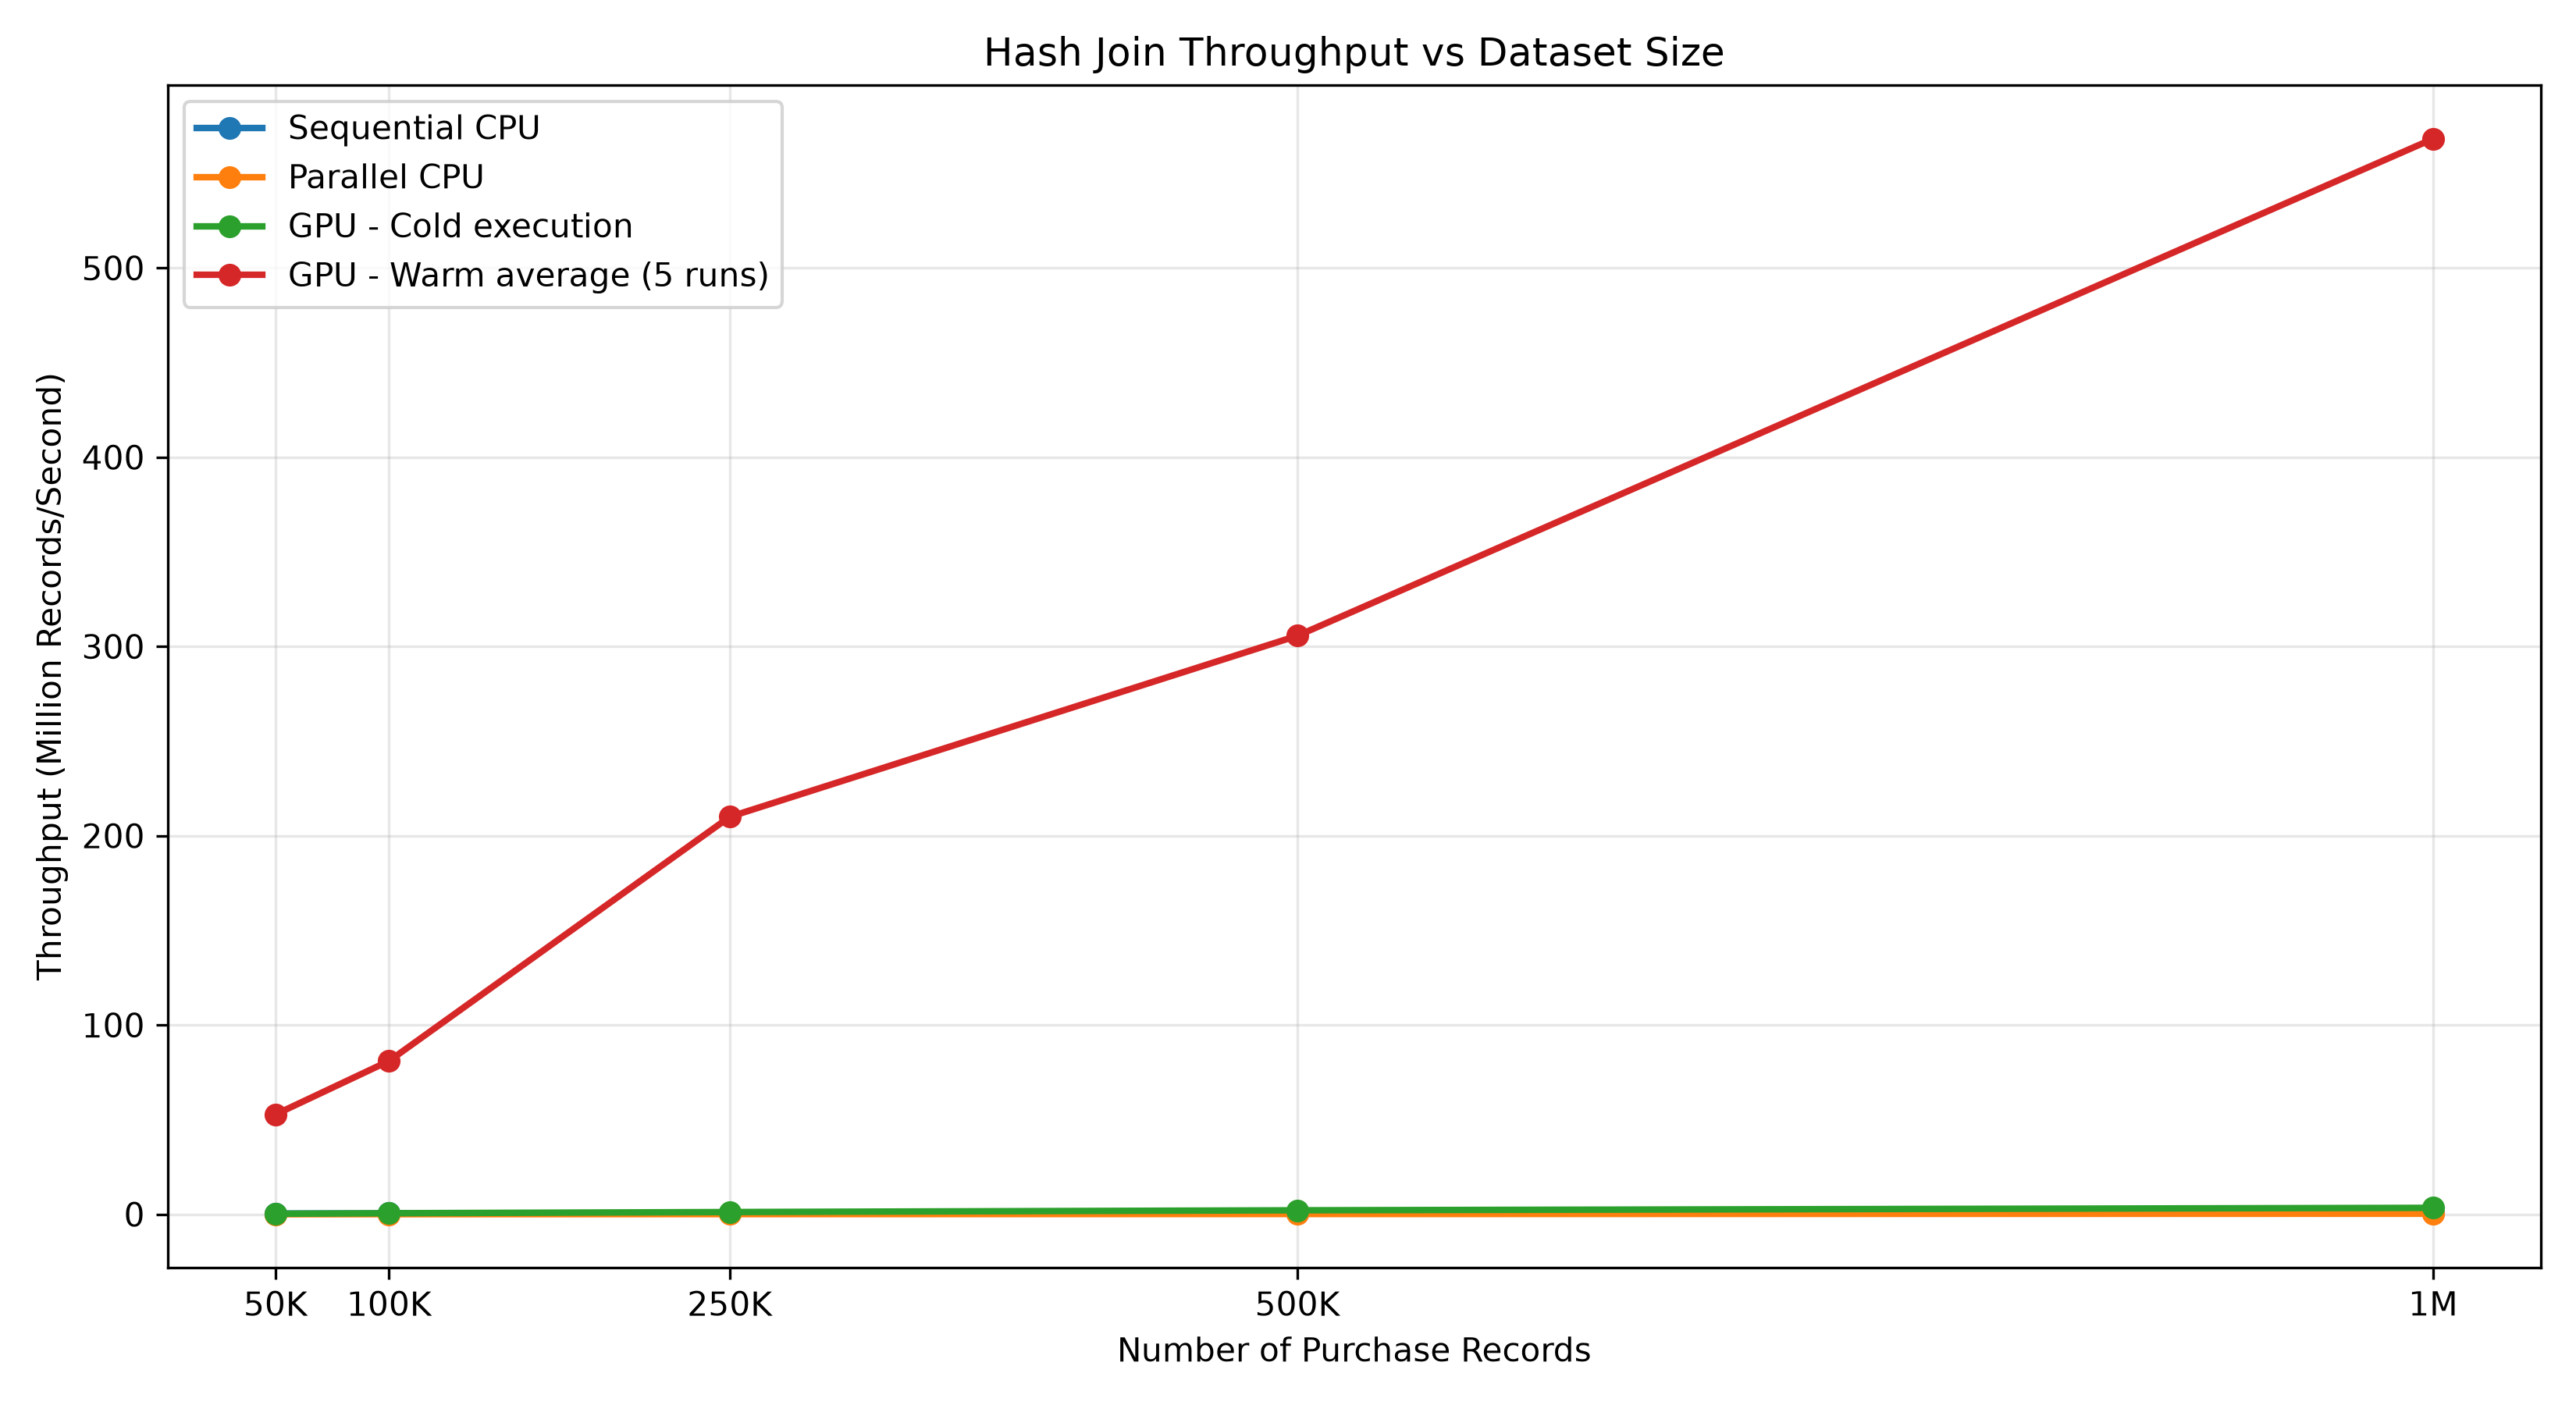 Hash Join Throughput vs Dataset Size
Sequential CPU
Parallel CPU
GPU - Cold execution
GPU - Warm average (5 runs)
Throughput (Million Records/Second)
500
400
300
200
100
0
50K
100K
250K
500K
1M
Number of Purchase Records